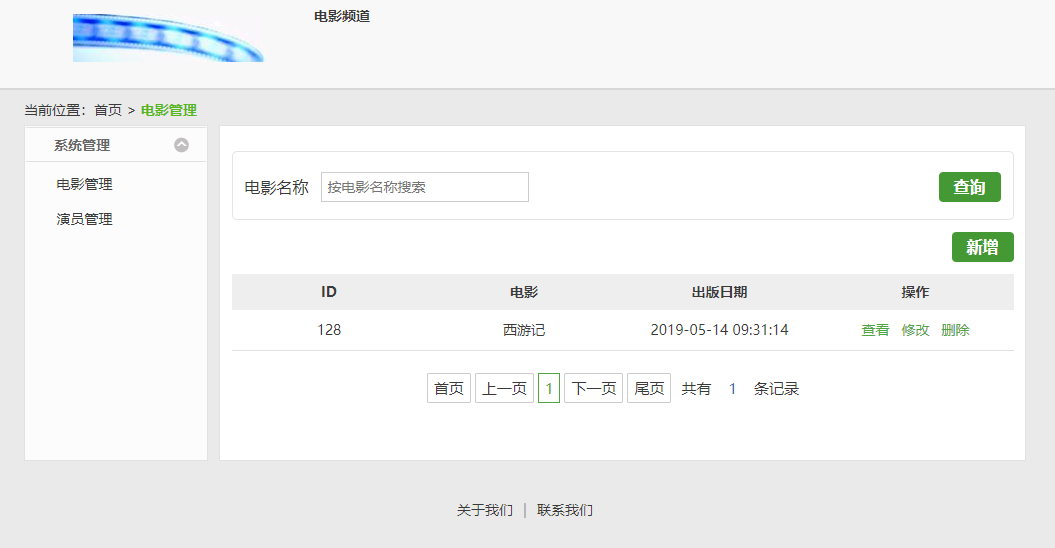 电影频道
当前位置：首页 > 电影管理
系统管理
电影管理
演员管理
电影名称 按电影名称搜索 查询
新增
ID 电影 出版日期 操作
128 西游记 2019-05-14 09:31:14 查看 修改 删除
首页 上一页 1 下一页 尾页 共有 1 条记录
关于我们 | 联系我们